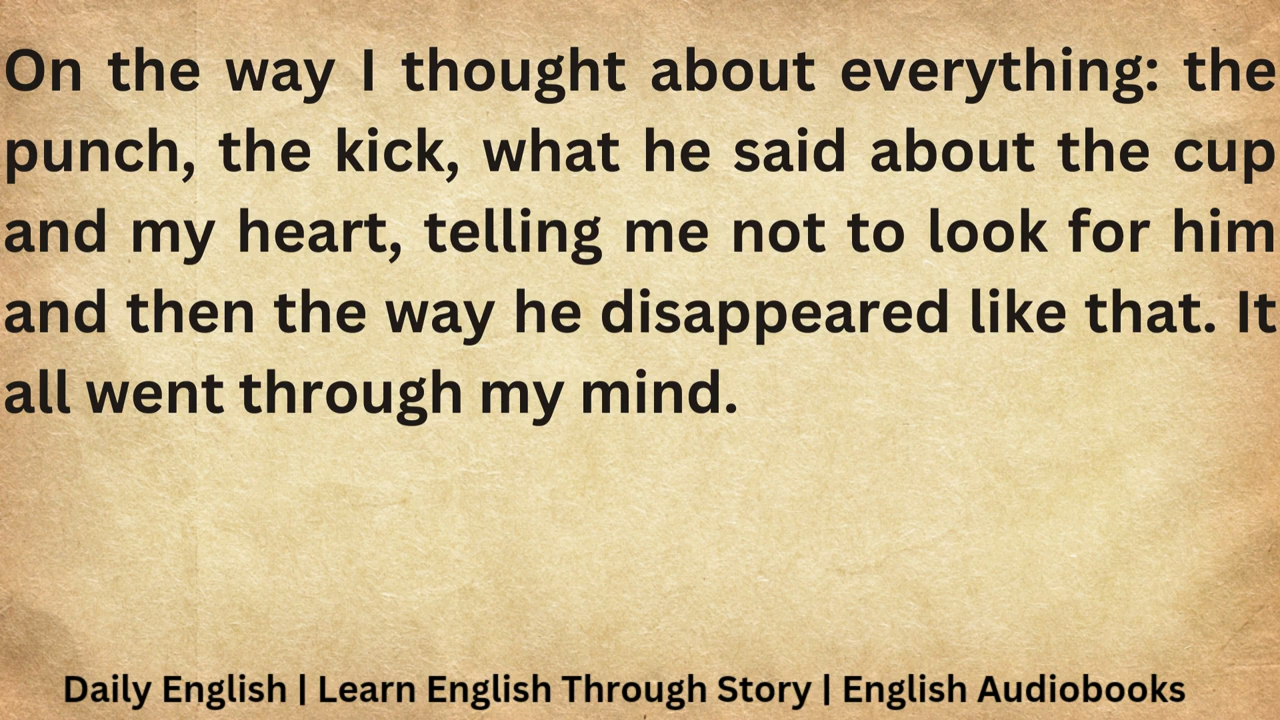 On the way I thought about everything: the
punch, the kick, what he said about the cup
and my heart, telling me not to look for him
and then the way he disappeared like that. It
all went through my mind.
Daily English | Learn English Through Story | English Audiobooks